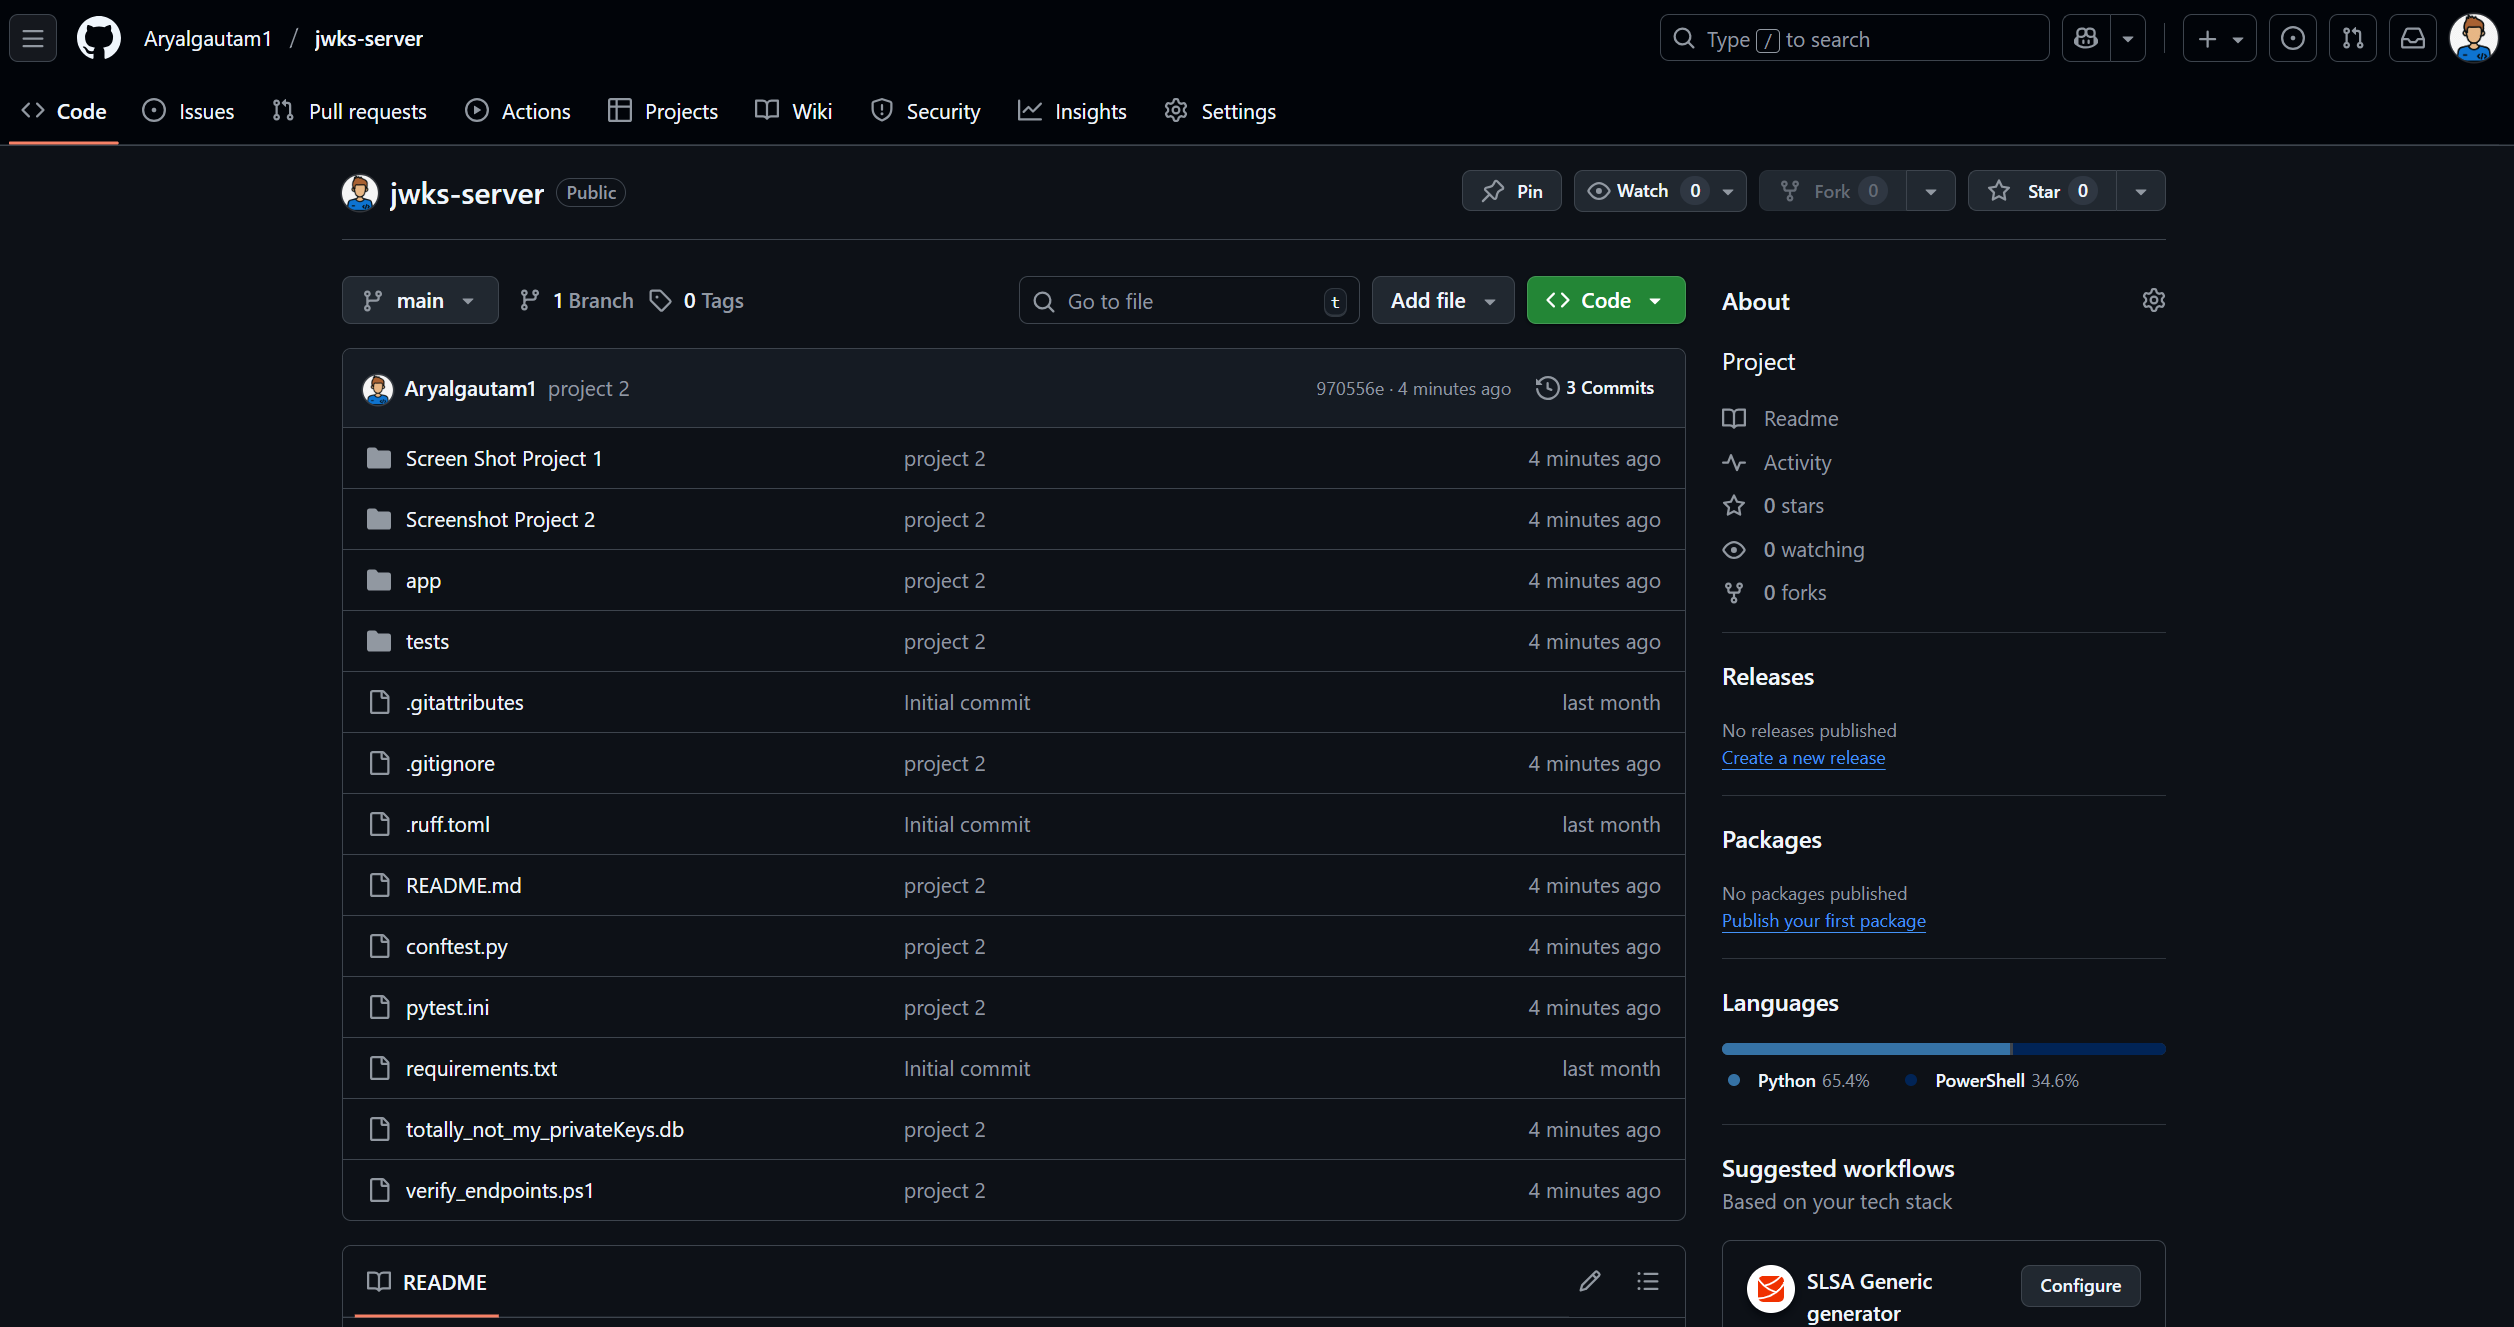 Aryalgautam1 / jwks-server
Type / to search
Code Issues Pull requests Actions Projects Wiki Security Insights Settings
jwks-server Public
Pin Watch 0 Fork 0 Star 0
main 1 Branch 0 Tags Go to file t Add file Code
Aryalgautam1 project 2 970556e · 4 minutes ago 3 Commits
Screen Shot Project 1 project 2 4 minutes ago
Screenshot Project 2 project 2 4 minutes ago
app project 2 4 minutes ago
tests project 2 4 minutes ago
.gitattributes Initial commit last month
.gitignore project 2 4 minutes ago
.ruff.toml Initial commit last month
README.md project 2 4 minutes ago
conftest.py project 2 4 minutes ago
pytest.ini project 2 4 minutes ago
requirements.txt Initial commit last month
totally_not_my_privateKeys.db project 2 4 minutes ago
verify_endpoints.ps1 project 2 4 minutes ago
README
About
Project
Readme
Activity
0 stars
0 watching
0 forks
Releases
No releases published
Create a new release
Packages
No packages published
Publish your first package
Languages
Python 65.4% PowerShell 34.6%
Suggested workflows
Based on your tech stack
SLSA Generic
generator
Configure